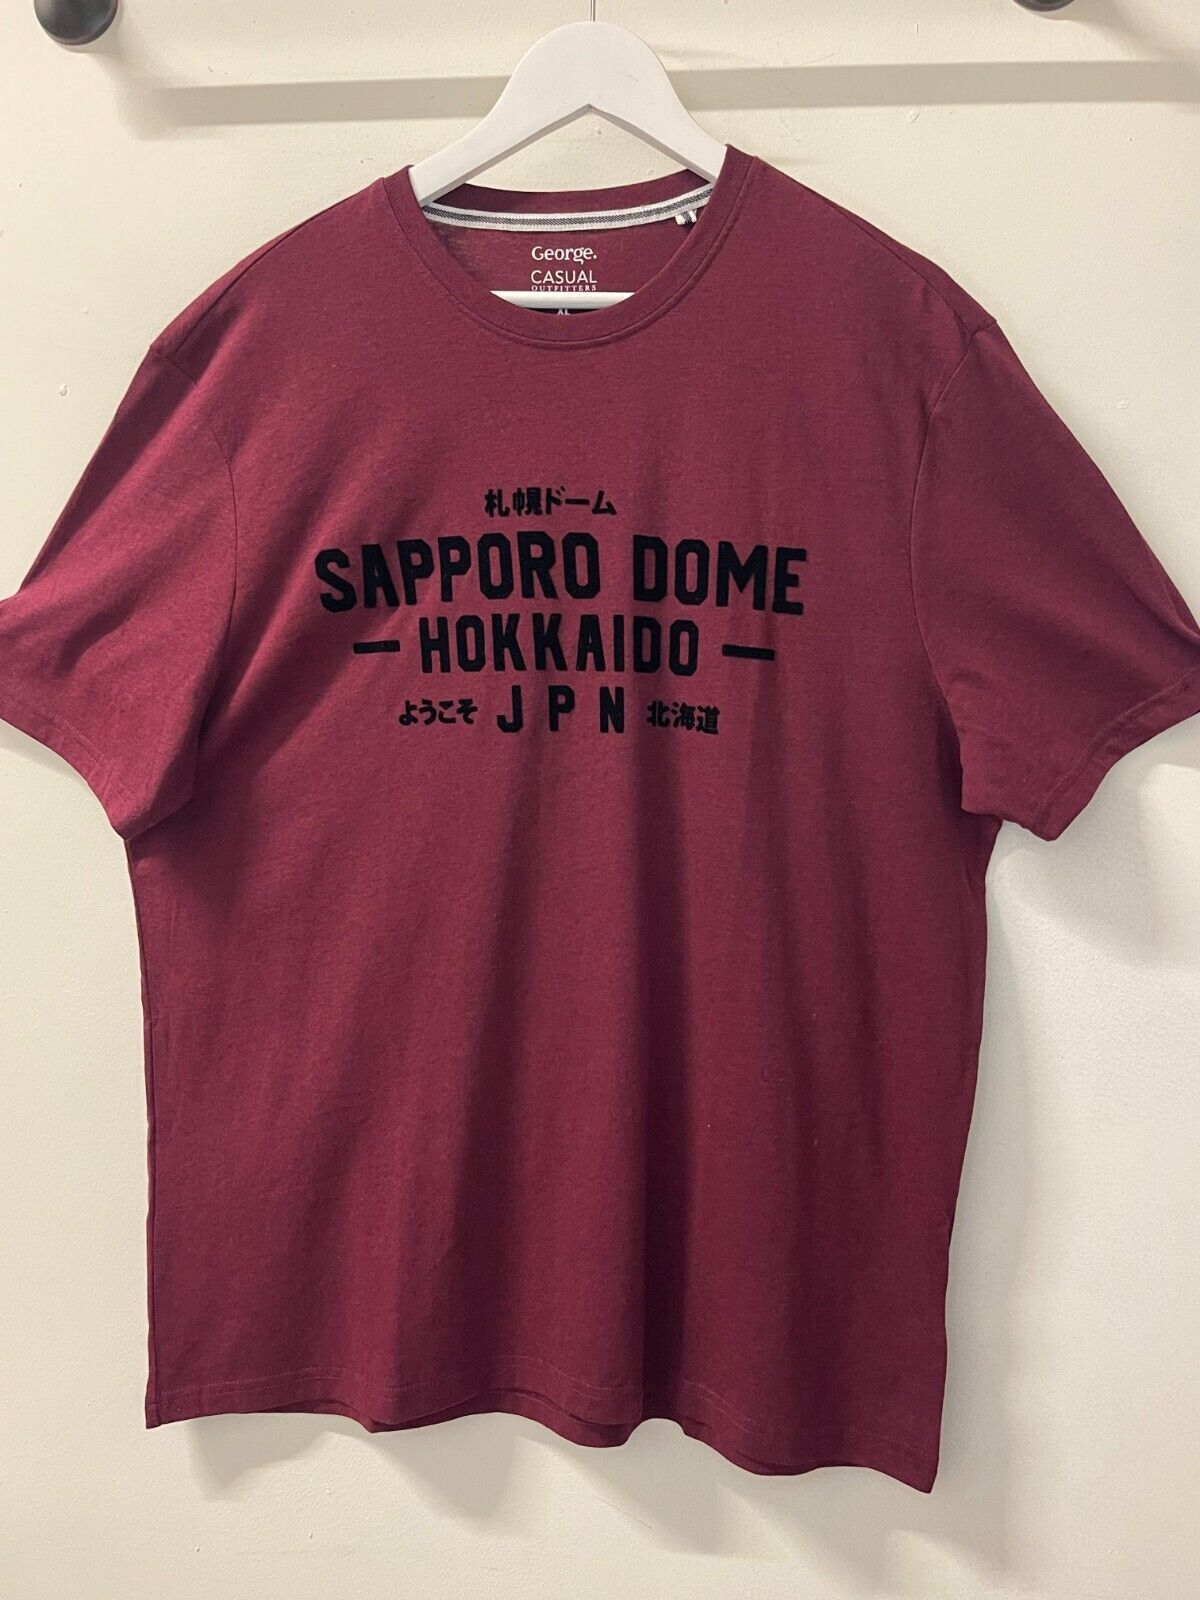 George.
CASUAL
OUTFITTERS
札幌ドーム
SAPPORO DOME
— HOKKAIDO —
ようこそ JPN 北海道